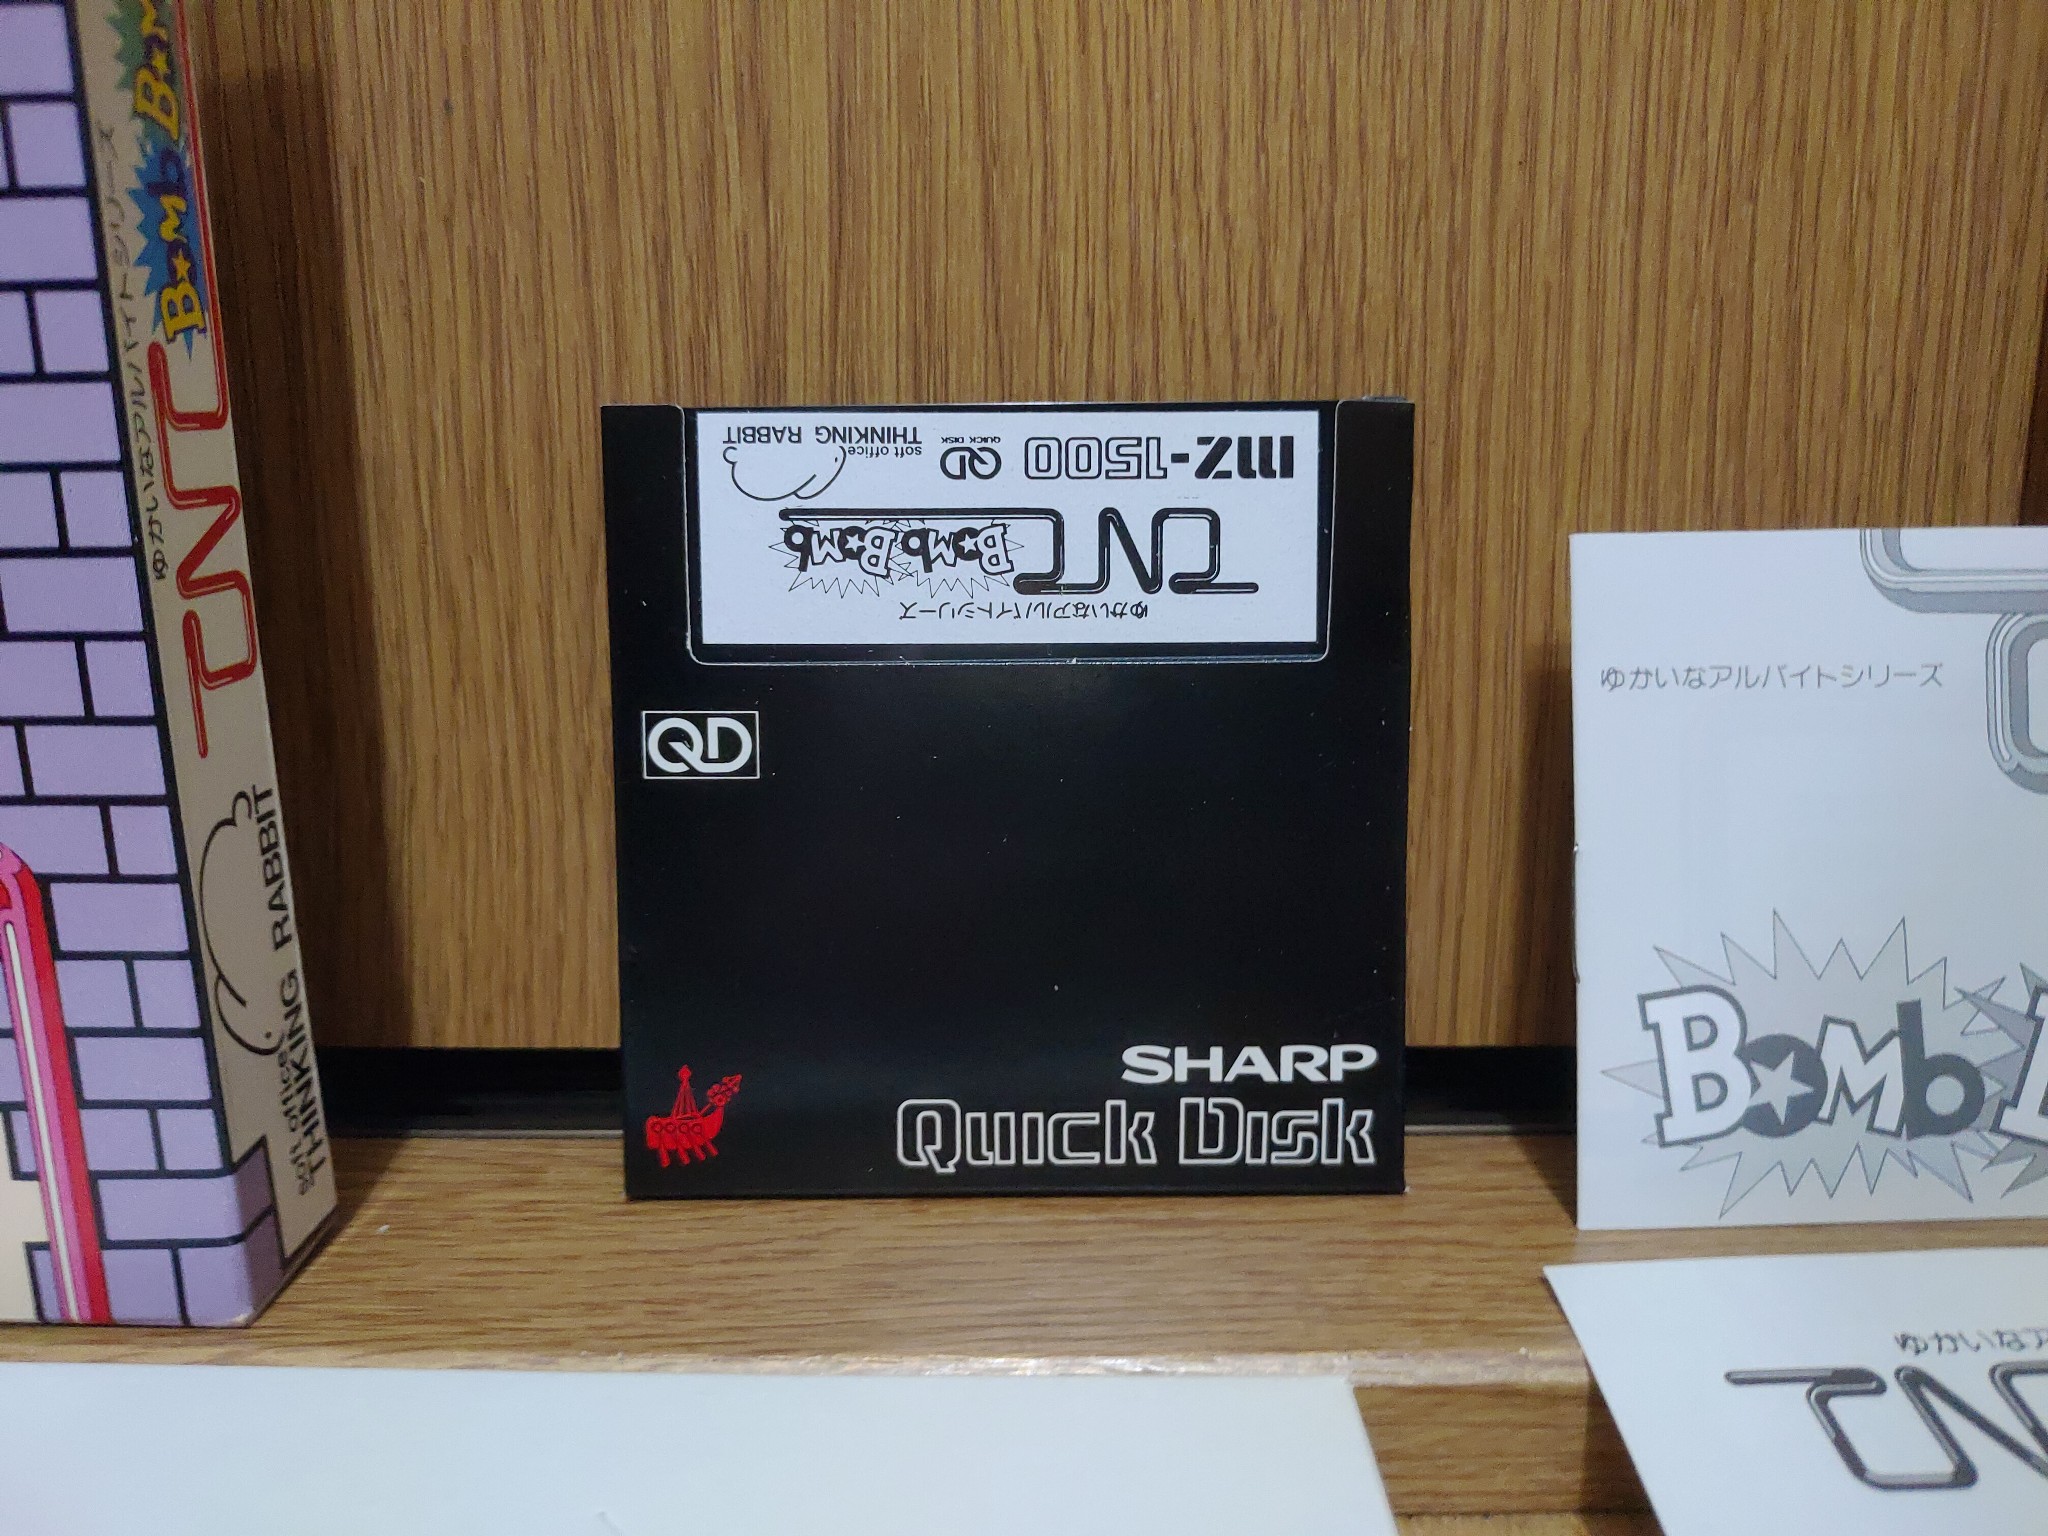 ゆかいなアルバイトシリーズ
TNT
Bomb Bomb
soft office
THINKING RABBIT
ゆかいなアルバイトシリーズ
TNT
Bomb Bomb
mz-1500
QD
QUICK DISK
soft office
THINKING RABBIT
QD
SHARP
Quick Disk
ゆかいなアルバイトシリーズ
Bomb
ゆかいなア